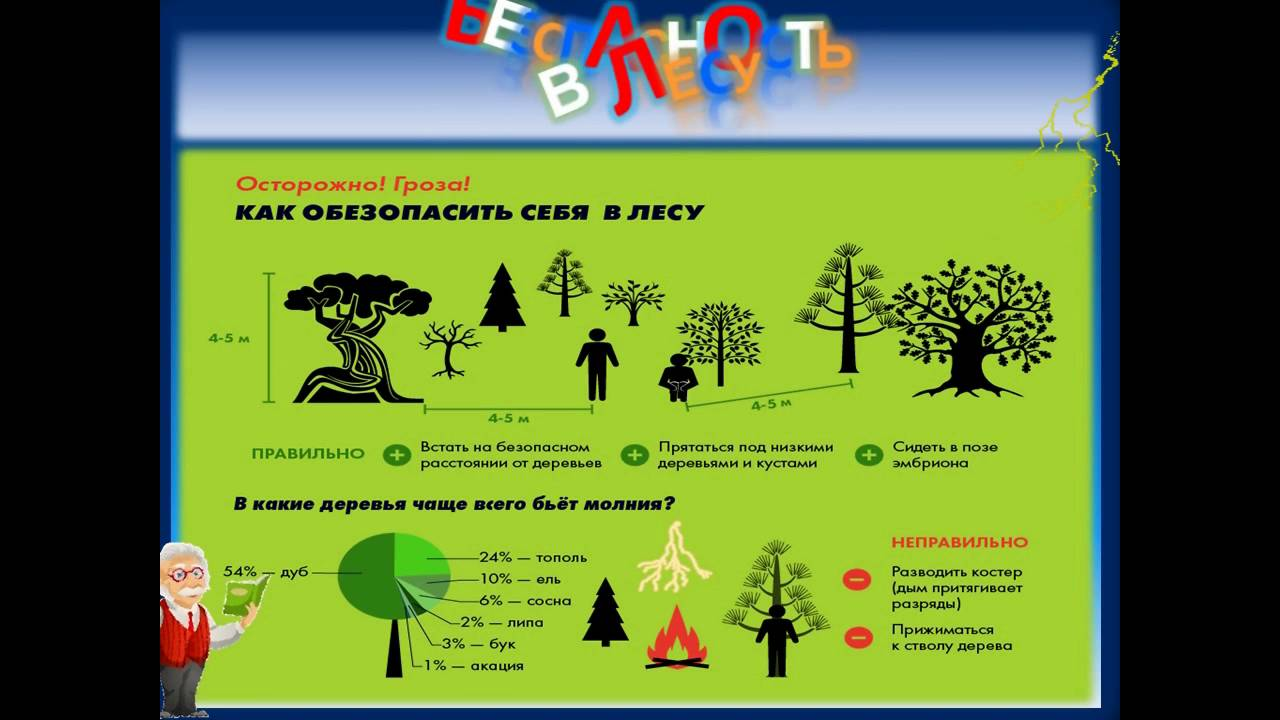 БЕСПАСНОСТЬ
В ЛЕСУ
Осторожно! Гроза!
КАК ОБЕЗОПАСИТЬ СЕБЯ В ЛЕСУ
4-5 м
4-5 м
4-5 м
ПРАВИЛЬНО
Встать на безопасном
расстоянии от деревьев
Прятаться под низкими
деревьями и кустами
Сидеть в позе
эмбриона
В какие деревья чаще всего бьёт молния?
54% — дуб
24% — тополь
10% — ель
6% — сосна
2% — липа
3% — бук
1% — акация
НЕПРАВИЛЬНО
Разводить костер
(дым притягивает
разряды)
Прижиматься
к стволу дерева